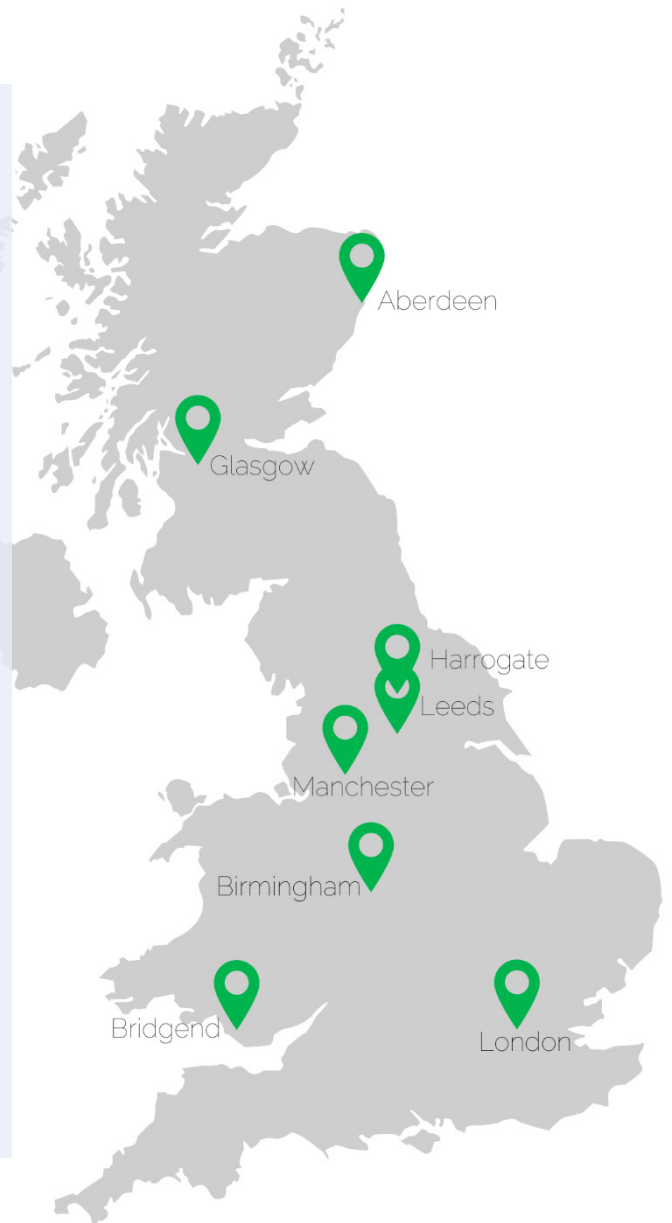 Aberdeen
Glasgow
Harrogate
Leeds
Manchester
Birmingham
Bridgend
London